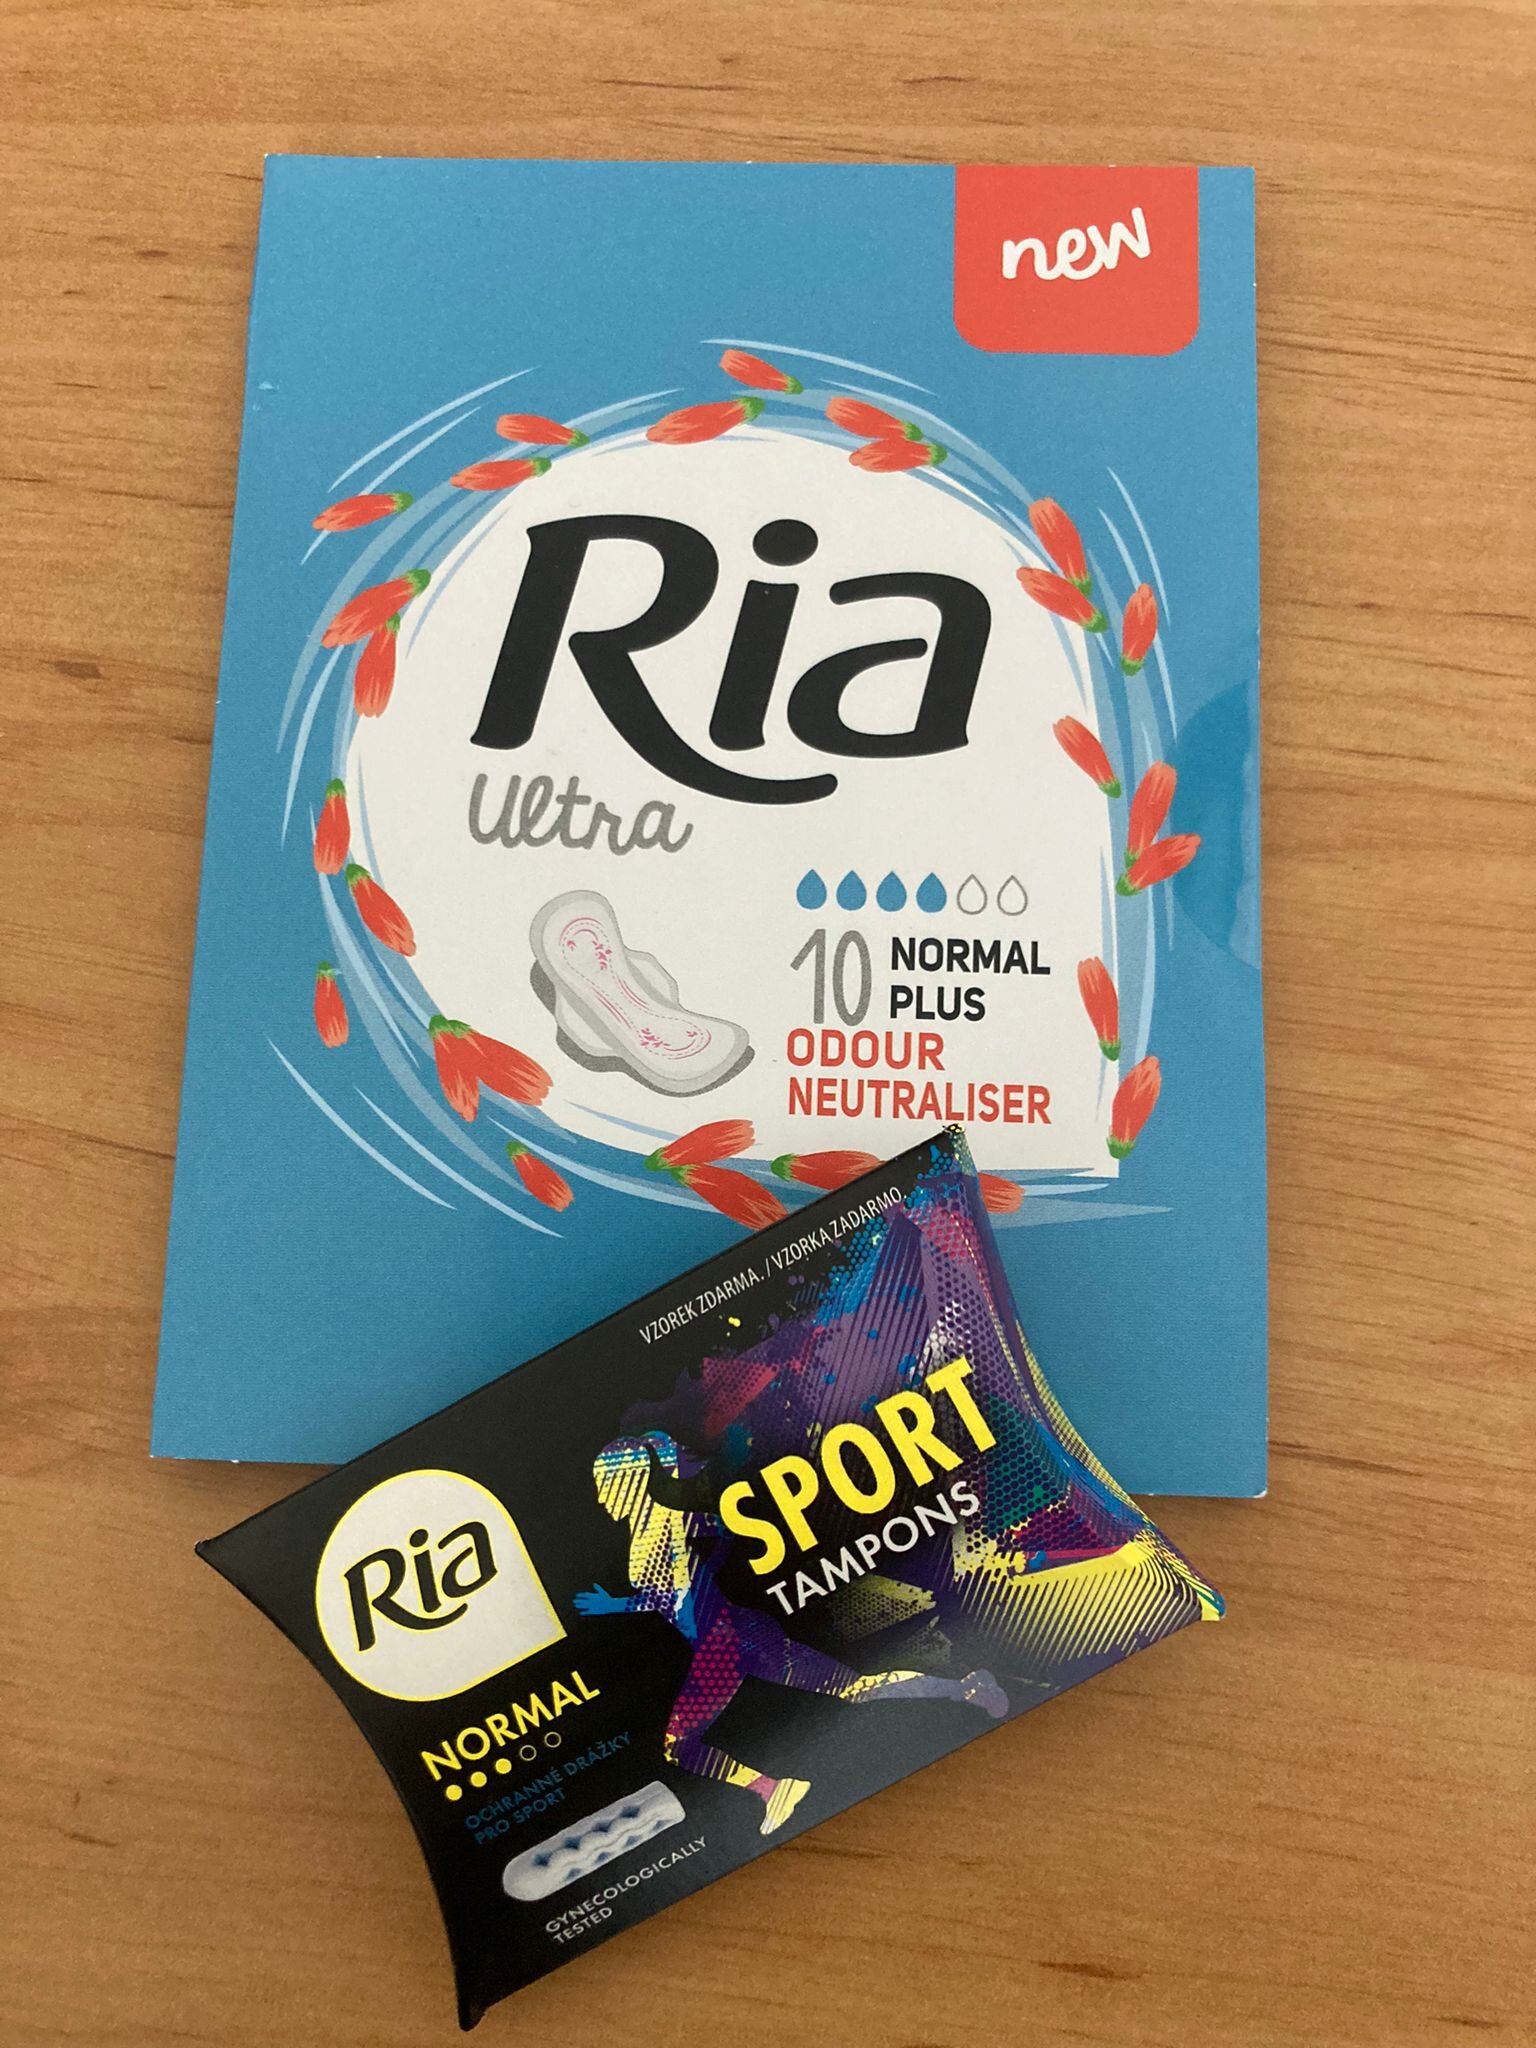 new
Ria
Ultra
10 NORMAL
PLUS
ODOUR
NEUTRALISER
VZOREK ZDARMA. / VZORKA ZADARMO.
SPORT
TAMPONS
Ria
NORMAL
OCHRANNÉ DRÁŽKY
PRO SPORT
GYNECOLOGICALLY
TESTED